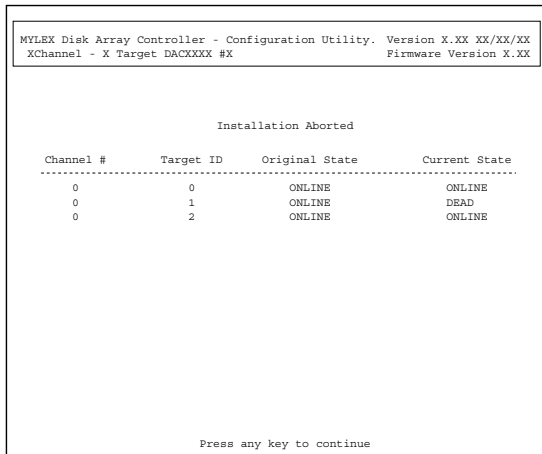 MYLEX Disk Array Controller - Configuration Utility. Version X.XX XX/XX/XX
XChannel - X Target DACXXXX #X Firmware Version X.XX
Installation Aborted
Channel # Target ID Original State Current State
0 0 ONLINE ONLINE
0 1 ONLINE DEAD
0 2 ONLINE ONLINE
Press any key to continue